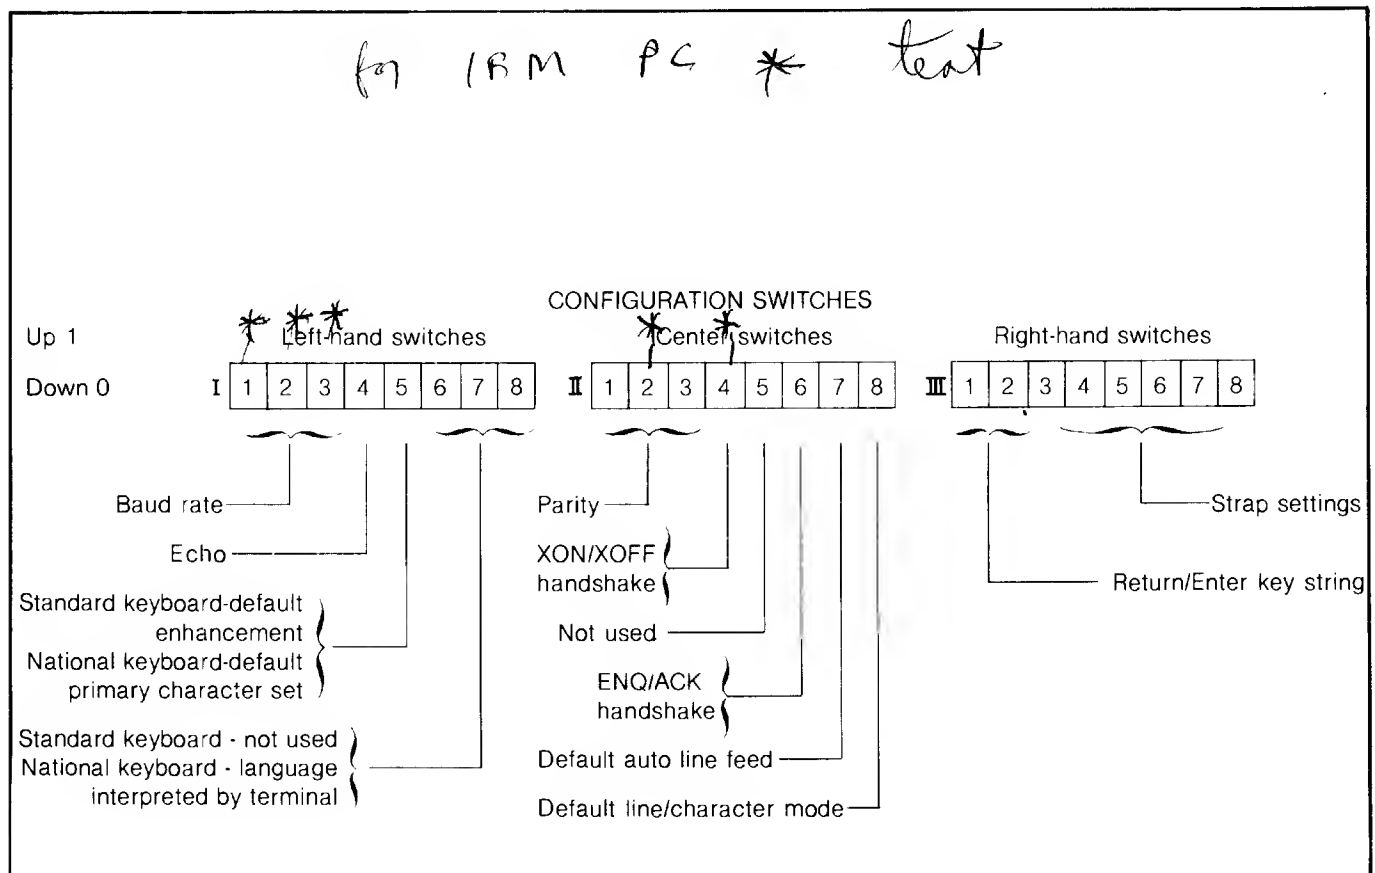 for IBM PC * test
CONFIGURATION SWITCHES
Up 1
* * * Left-hand switches
* Center * switches
Right-hand switches
Down 0
I 1 2 3 4 5 6 7 8
II 1 2 3 4 5 6 7 8
III 1 2 3 4 5 6 7 8
Baud rate
Echo
Standard keyboard-default
enhancement
National keyboard-default
primary character set
Standard keyboard - not used
National keyboard - language
interpreted by terminal
Parity
XON/XOFF
handshake
Not used
ENQ/ACK
handshake
Default auto line feed
Default line/character mode
Strap settings
Return/Enter key string